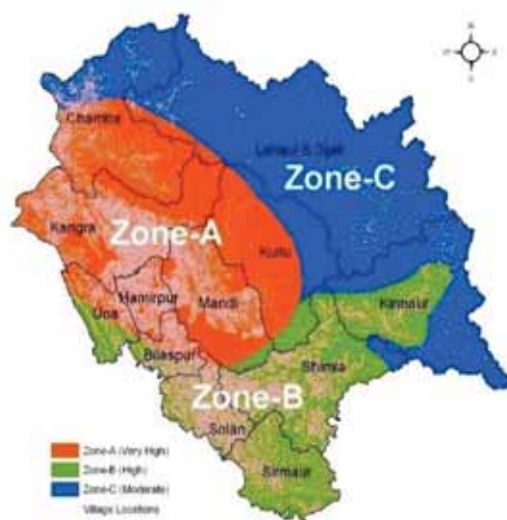 N
Chamba
Lahaul & Spiti
Zone-C
Kangra
Zone-A
Kullu
Hamirpur
Mandi
Kinnaur
Una
Bilaspur
Shimla
Zone-B
Solan
Sirmaur
Zone-A (Very High)
Zone-B (High)
Zone-C (Moderate)
Village Locations